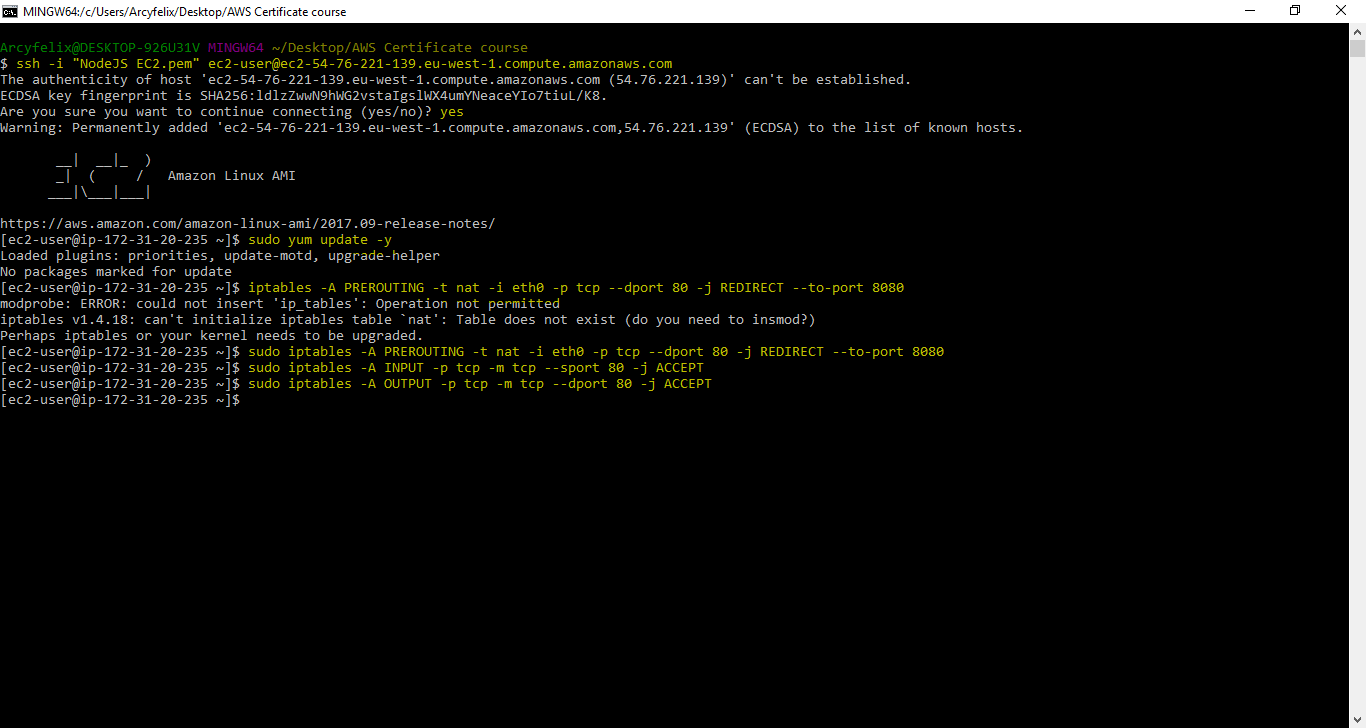 MINGW64:/c/Users/Arcyfelix/Desktop/AWS Certificate course
Arcyfelix@DESKTOP-926U31V MINGW64 ~/Desktop/AWS Certificate course
$ ssh -i "NodeJS EC2.pem" ec2-user@ec2-54-76-221-139.eu-west-1.compute.amazonaws.com
The authenticity of host 'ec2-54-76-221-139.eu-west-1.compute.amazonaws.com (54.76.221.139)' can't be established.
ECDSA key fingerprint is SHA256:ldlzZwwN9hWG2vstaIgslWX4umYNeaceYIo7tiuL/K8.
Are you sure you want to continue connecting (yes/no)? yes
Warning: Permanently added 'ec2-54-76-221-139.eu-west-1.compute.amazonaws.com,54.76.221.139' (ECDSA) to the list of known hosts.
       __|  __|_  )
       _|  (     /   Amazon Linux AMI
      ___|\___|___|
https://aws.amazon.com/amazon-linux-ami/2017.09-release-notes/
[ec2-user@ip-172-31-20-235 ~]$ sudo yum update -y
Loaded plugins: priorities, update-motd, upgrade-helper
No packages marked for update
[ec2-user@ip-172-31-20-235 ~]$ iptables -A PREROUTING -t nat -i eth0 -p tcp --dport 80 -j REDIRECT --to-port 8080
modprobe: ERROR: could not insert 'ip_tables': Operation not permitted
iptables v1.4.18: can't initialize iptables table `nat': Table does not exist (do you need to insmod?)
Perhaps iptables or your kernel needs to be upgraded.
[ec2-user@ip-172-31-20-235 ~]$ sudo iptables -A PREROUTING -t nat -i eth0 -p tcp --dport 80 -j REDIRECT --to-port 8080
[ec2-user@ip-172-31-20-235 ~]$ sudo iptables -A INPUT -p tcp -m tcp --sport 80 -j ACCEPT
[ec2-user@ip-172-31-20-235 ~]$ sudo iptables -A OUTPUT -p tcp -m tcp --dport 80 -j ACCEPT
[ec2-user@ip-172-31-20-235 ~]$